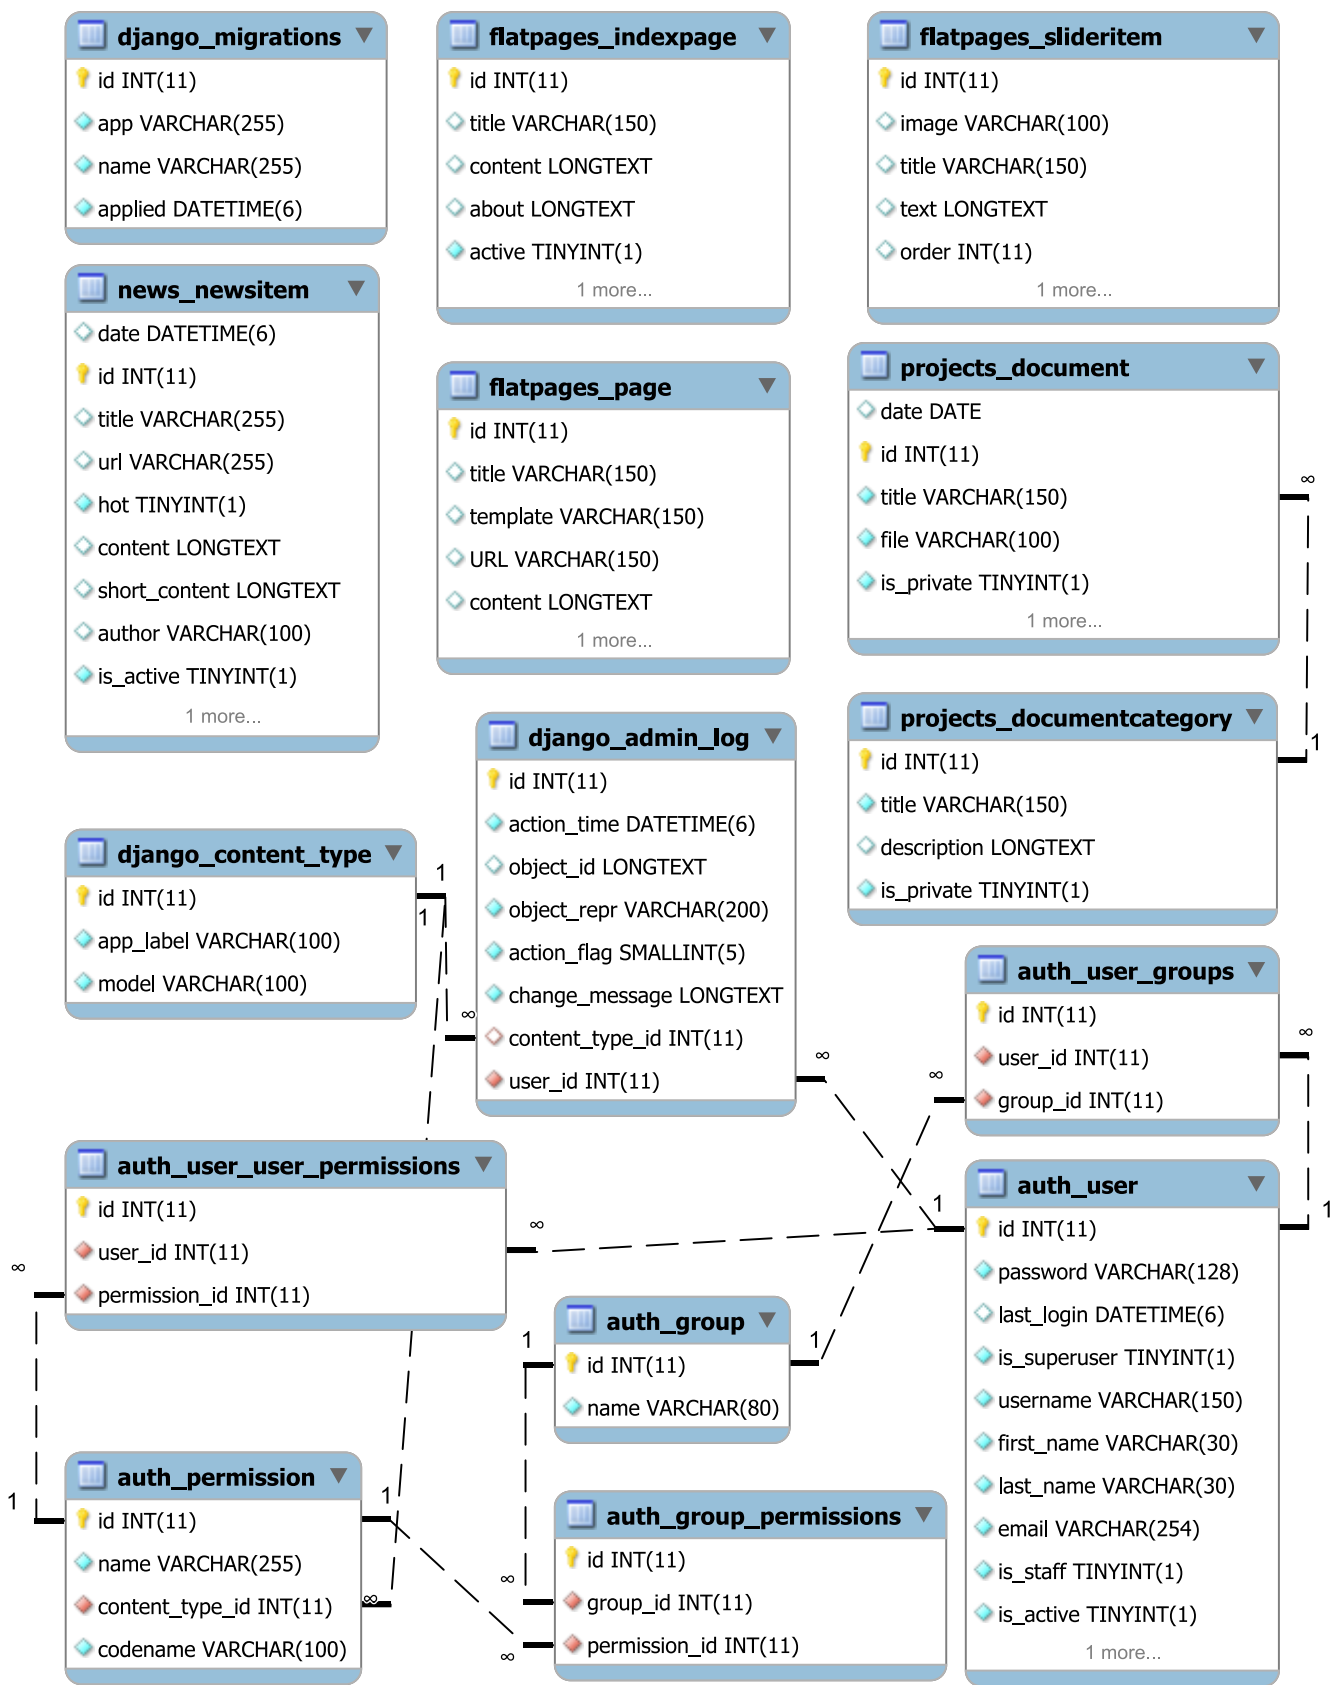 django_migrations
id INT(11)
app VARCHAR(255)
name VARCHAR(255)
applied DATETIME(6)
flatpages_indexpage
id INT(11)
title VARCHAR(150)
content LONGTEXT
about LONGTEXT
active TINYINT(1)
1 more...
flatpages_slideritem
id INT(11)
image VARCHAR(100)
title VARCHAR(150)
text LONGTEXT
order INT(11)
1 more...
news_newsitem
date DATETIME(6)
id INT(11)
title VARCHAR(255)
url VARCHAR(255)
hot TINYINT(1)
content LONGTEXT
short_content LONGTEXT
author VARCHAR(100)
is_active TINYINT(1)
1 more...
flatpages_page
id INT(11)
title VARCHAR(150)
template VARCHAR(150)
URL VARCHAR(150)
content LONGTEXT
1 more...
projects_document
date DATE
id INT(11)
title VARCHAR(150)
file VARCHAR(100)
is_private TINYINT(1)
1 more...
∞
1
projects_documentcategory
id INT(11)
title VARCHAR(150)
description LONGTEXT
is_private TINYINT(1)
django_admin_log
id INT(11)
action_time DATETIME(6)
object_id LONGTEXT
object_repr VARCHAR(200)
action_flag SMALLINT(5)
change_message LONGTEXT
content_type_id INT(11)
user_id INT(11)
django_content_type
id INT(11)
app_label VARCHAR(100)
model VARCHAR(100)
1
1
∞
∞
auth_user_groups
id INT(11)
user_id INT(11)
group_id INT(11)
∞
∞
auth_user_user_permissions
id INT(11)
user_id INT(11)
permission_id INT(11)
∞
∞
auth_user
id INT(11)
password VARCHAR(128)
last_login DATETIME(6)
is_superuser TINYINT(1)
username VARCHAR(150)
first_name VARCHAR(30)
last_name VARCHAR(30)
email VARCHAR(254)
is_staff TINYINT(1)
is_active TINYINT(1)
1 more...
1
1
auth_group
id INT(11)
name VARCHAR(80)
1
1
auth_permission
id INT(11)
name VARCHAR(255)
content_type_id INT(11)
codename VARCHAR(100)
1
1
∞
auth_group_permissions
id INT(11)
group_id INT(11)
permission_id INT(11)
∞
∞